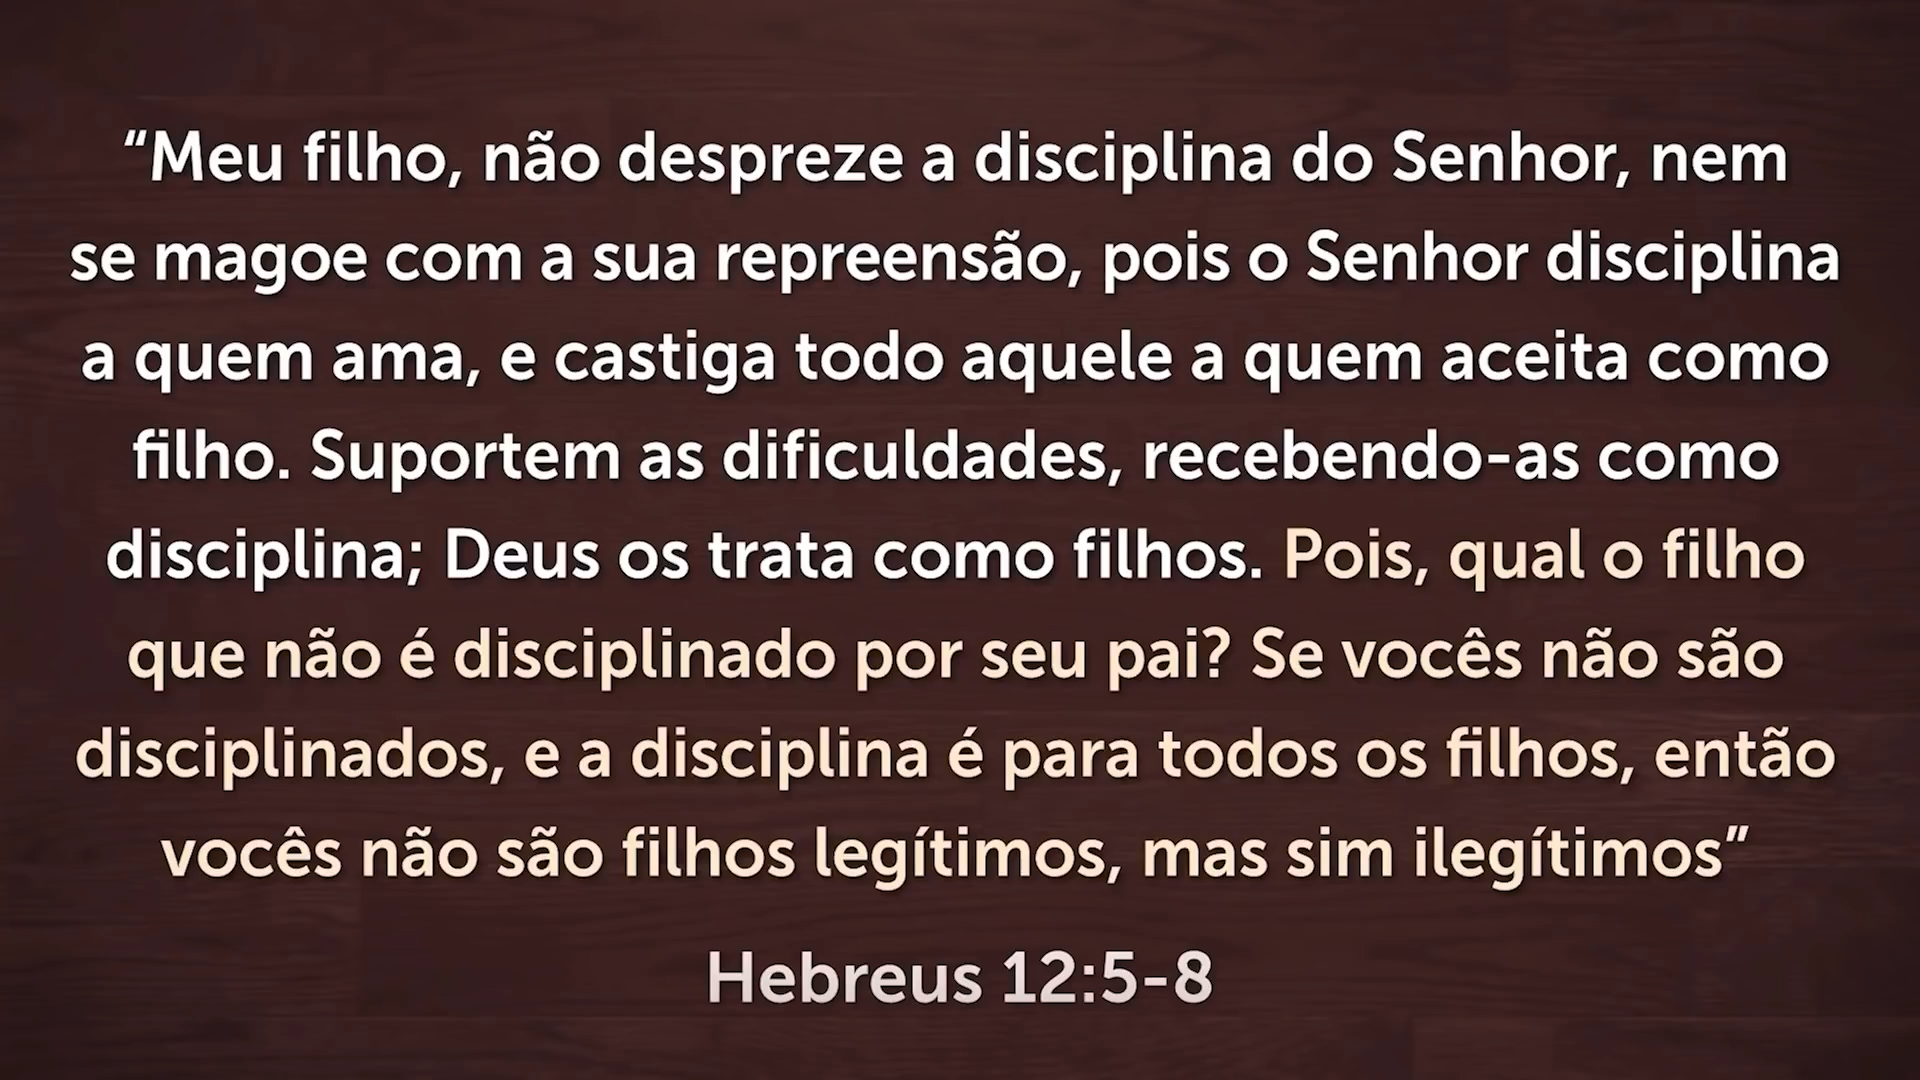 “Meu filho, não despreze a disciplina do Senhor, nem
se magoe com a sua repreensão, pois o Senhor disciplina
a quem ama, e castiga todo aquele a quem aceita como
filho. Suportem as dificuldades, recebendo-as como
disciplina; Deus os trata como filhos. Pois, qual o filho
que não é disciplinado por seu pai? Se vocês não são
disciplinados, e a disciplina é para todos os filhos, então
vocês não são filhos legítimos, mas sim ilegítimos”
Hebreus 12:5-8